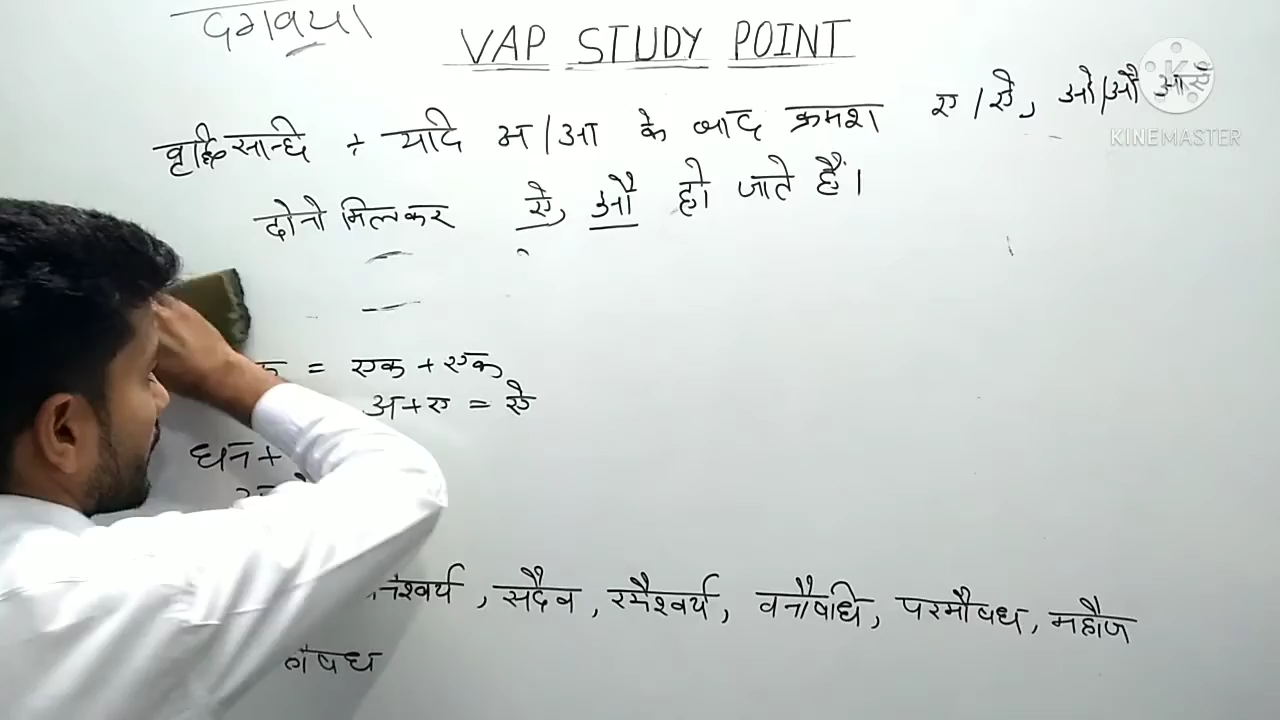 VAP STUDY POINT
वृद्धि सन्धि ÷ यदि अ/आ के बाद क्रमश ए/ऐ, ओ/औ आये
दोनो मिलकर ऐ, औ हो जाते हैं।
= एक + एक
अ+ए = ऐ
धन+
, सदैव, रमैश्वर्य, वनौषधि, परमौषध, महौज
KINEMASTER